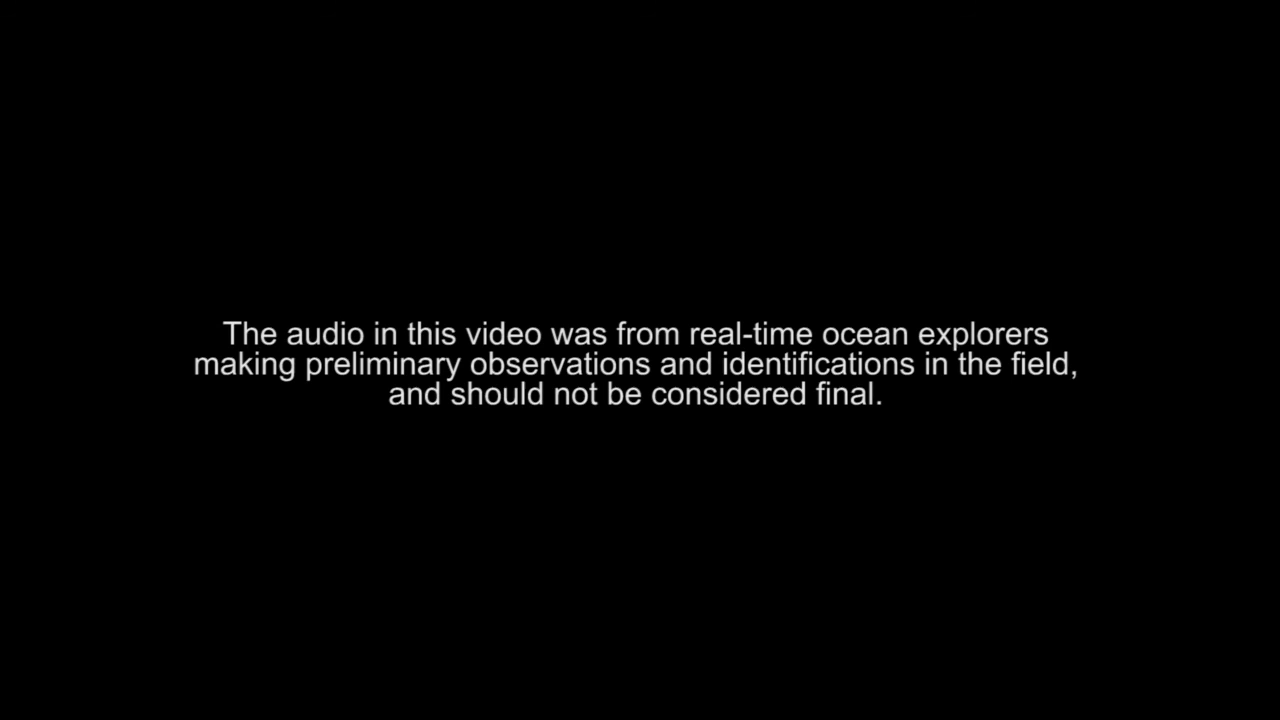 The audio in this video was from real-time ocean explorers
making preliminary observations and identifications in the field,
and should not be considered final.